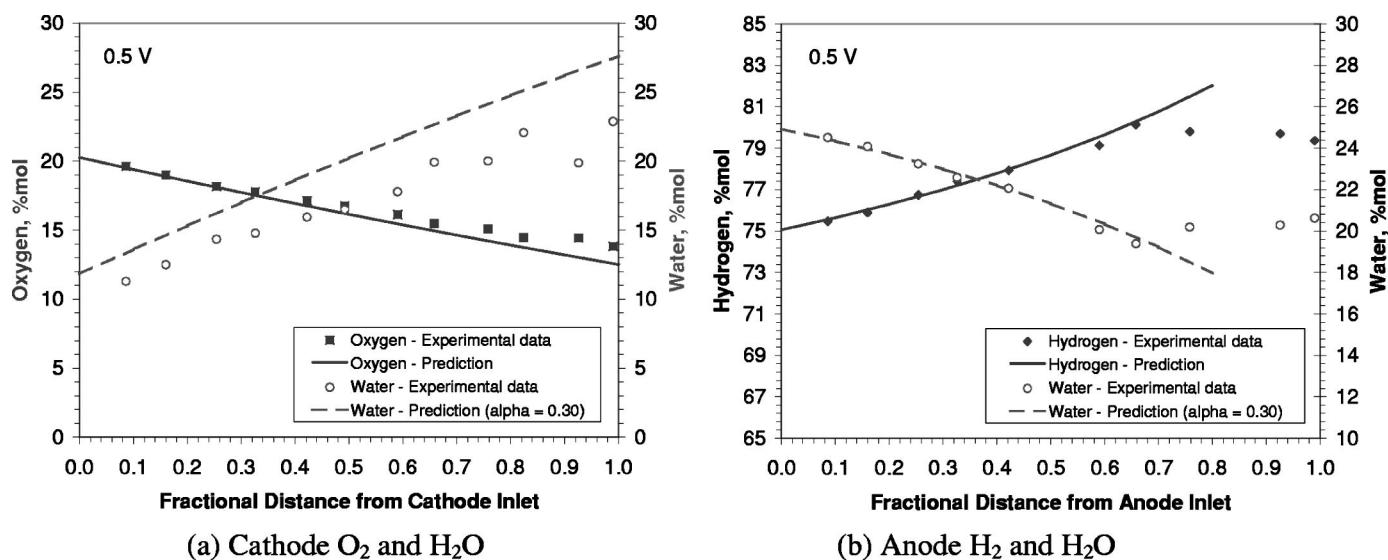 0.5 V
Oxygen, %mol
30
25
20
15
10
5
0
Water, %mol
30
25
20
15
10
5
0
Oxygen - Experimental data
Oxygen - Prediction
Water - Experimental data
Water - Prediction (alpha = 0.30)
0.0 0.1 0.2 0.3 0.4 0.5 0.6 0.7 0.8 0.9 1.0
Fractional Distance from Cathode Inlet
(a) Cathode O₂ and H₂O
0.5 V
Hydrogen, %mol
85
83
81
79
77
75
73
71
69
67
65
Water, %mol
30
28
26
24
22
20
18
16
14
12
10
Hydrogen - Experimental data
Hydrogen - Prediction
Water - Experimental data
Water - Prediction (alpha = 0.30)
0.0 0.1 0.2 0.3 0.4 0.5 0.6 0.7 0.8 0.9 1.0
Fractional Distance from Anode Inlet
(b) Anode H₂ and H₂O